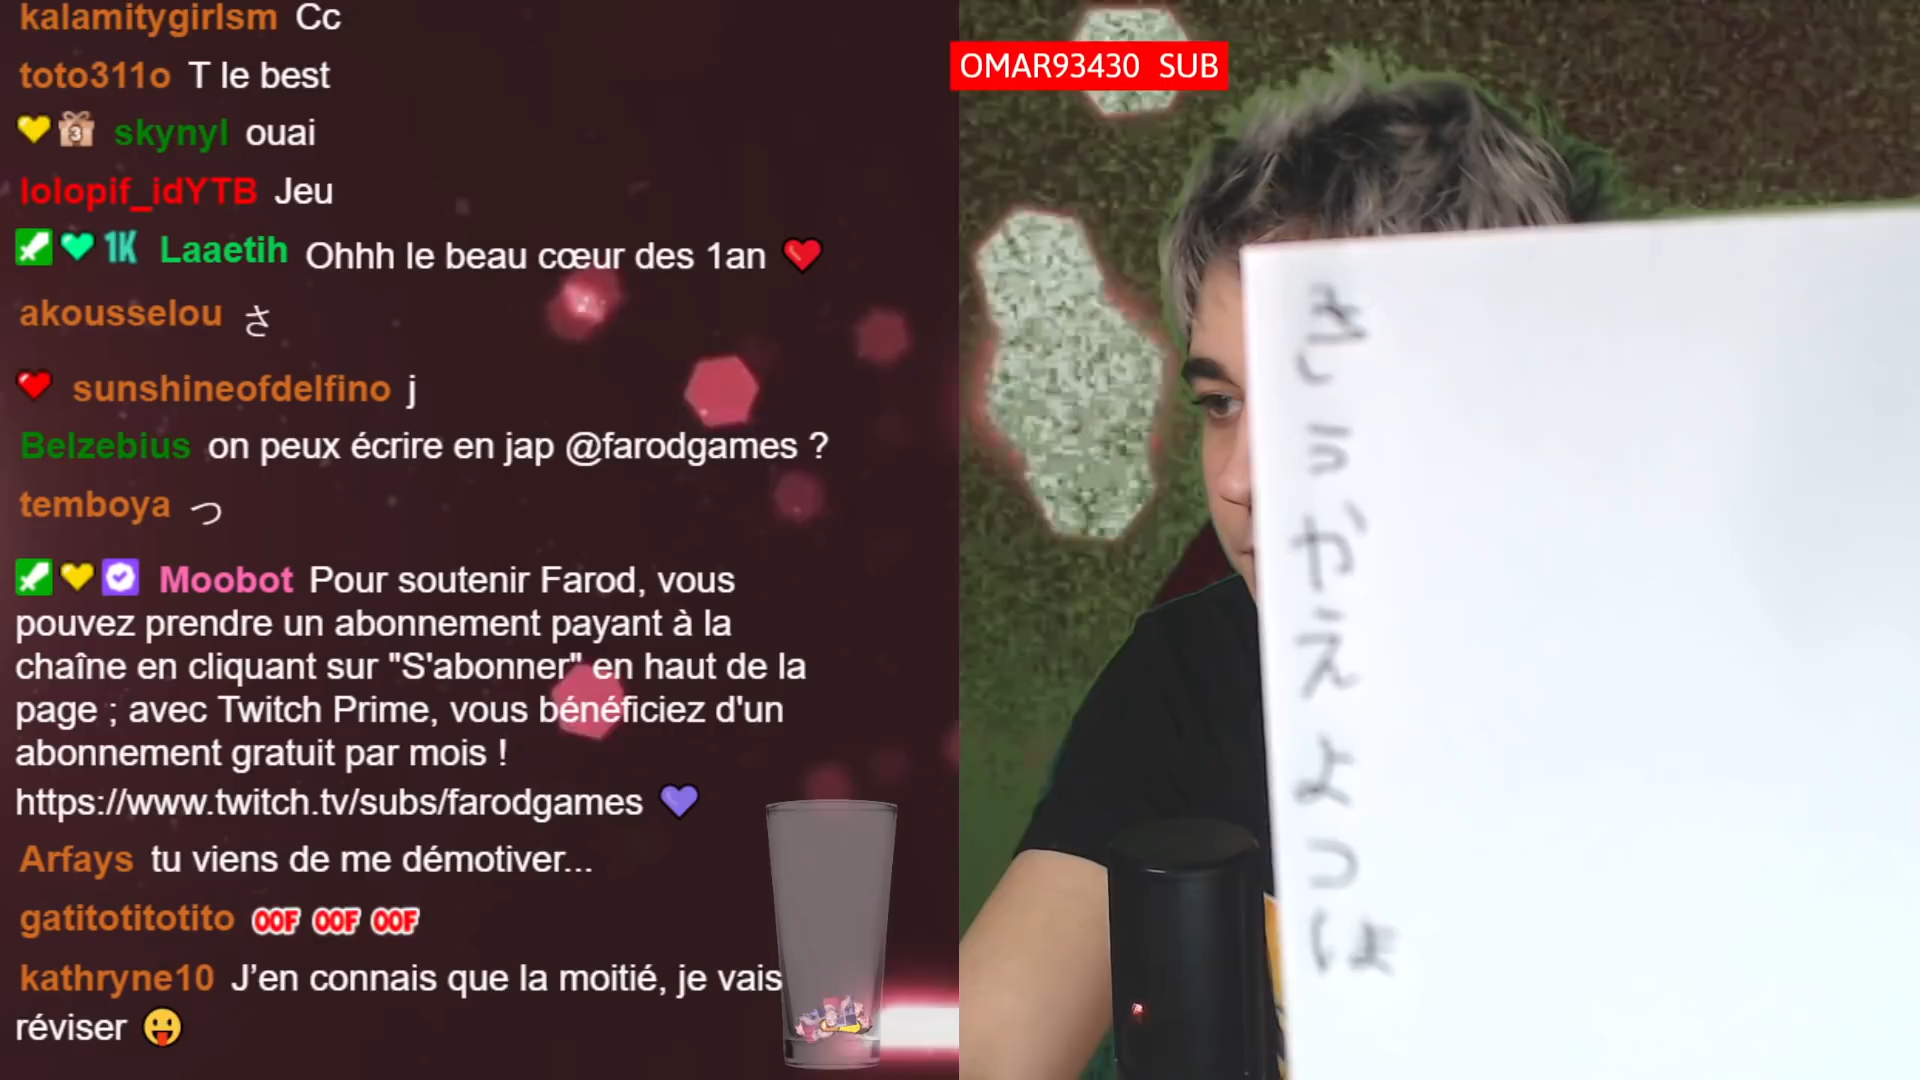 kalamitygirlsm Cc
toto311o T le best
3 skynyl ouai
lolopif_idYTB Jeu
1K Laaetih Ohhh le beau cœur des 1an
akousselou さ
sunshineofdelfino j
Belzebius on peux écrire en jap @farodgames ?
temboya っ
Moobot Pour soutenir Farod, vous
pouvez prendre un abonnement payant à la
chaîne en cliquant sur "S'abonner" en haut de la
page ; avec Twitch Prime, vous bénéficiez d'un
abonnement gratuit par mois !
https://www.twitch.tv/subs/farodgames
Arfays tu viens de me démotiver...
gatitotitotito OOF OOF OOF
kathryne10 J’en connais que la moitié, je vais
réviser
OMAR93430 SUB
さ
こ
か
え
よ
つ
は